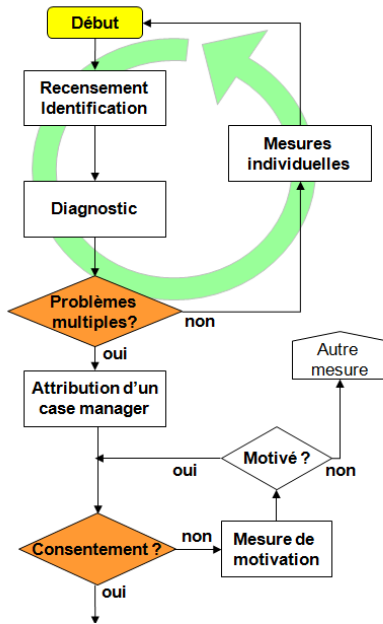 Début
Recensement
Identification
Mesures
individuelles
Diagnostic
Problèmes
multiples?
non
oui
Autre
mesure
Attribution d'un
case manager
Motivé ?
oui
non
Consentement ?
non
Mesure de
motivation
oui